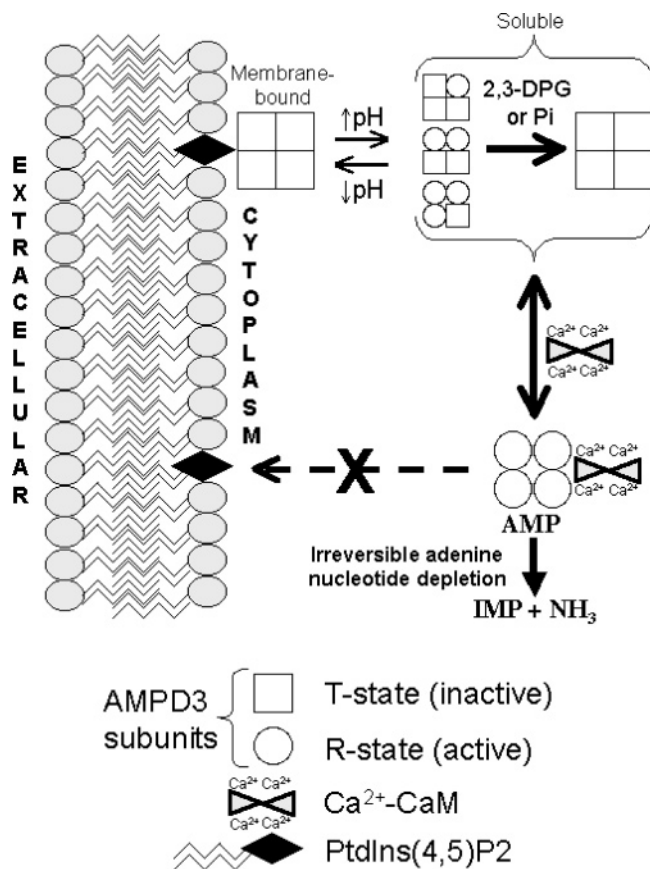 Soluble
Membrane-
bound
2,3-DPG
or Pi
↑pH
↓pH
EXTRACELLULAR
CYTOPLASM
Ca²⁺ Ca²⁺
Ca²⁺ Ca²⁺
X
Ca²⁺ Ca²⁺
Ca²⁺ Ca²⁺
AMP
Irreversible adenine
nucleotide depletion
IMP + NH₃
AMPD3
subunits
T-state (inactive)
R-state (active)
Ca²⁺ Ca²⁺
Ca²⁺-CaM
Ca²⁺ Ca²⁺
PtdIns(4,5)P2